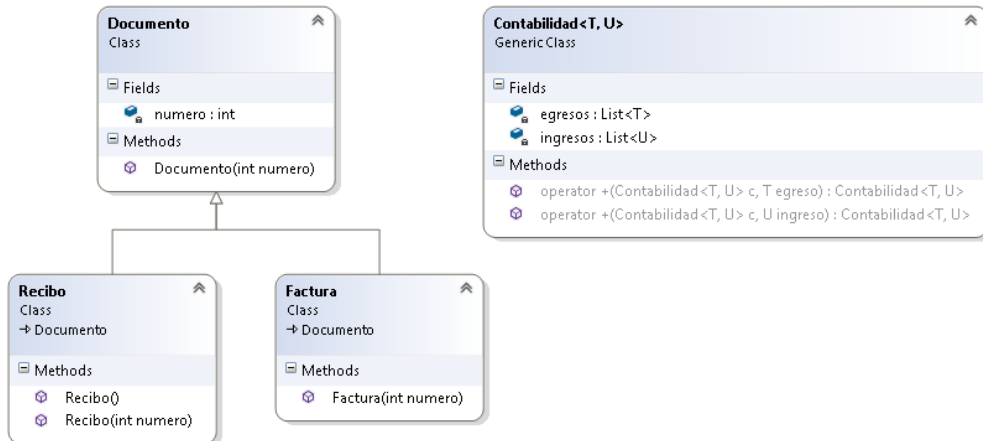 Documento
Class
Fields
numero : int
Methods
Documento(int numero)
Contabilidad<T, U>
Generic Class
Fields
egresos : List<T>
ingresos : List<U>
Methods
operator +(Contabilidad<T, U> c, T egreso) : Contabilidad<T, U>
operator +(Contabilidad<T, U> c, U ingreso) : Contabilidad<T, U>
Recibo
Class
Documento
Methods
Recibo()
Recibo(int numero)
Factura
Class
Documento
Methods
Factura(int numero)